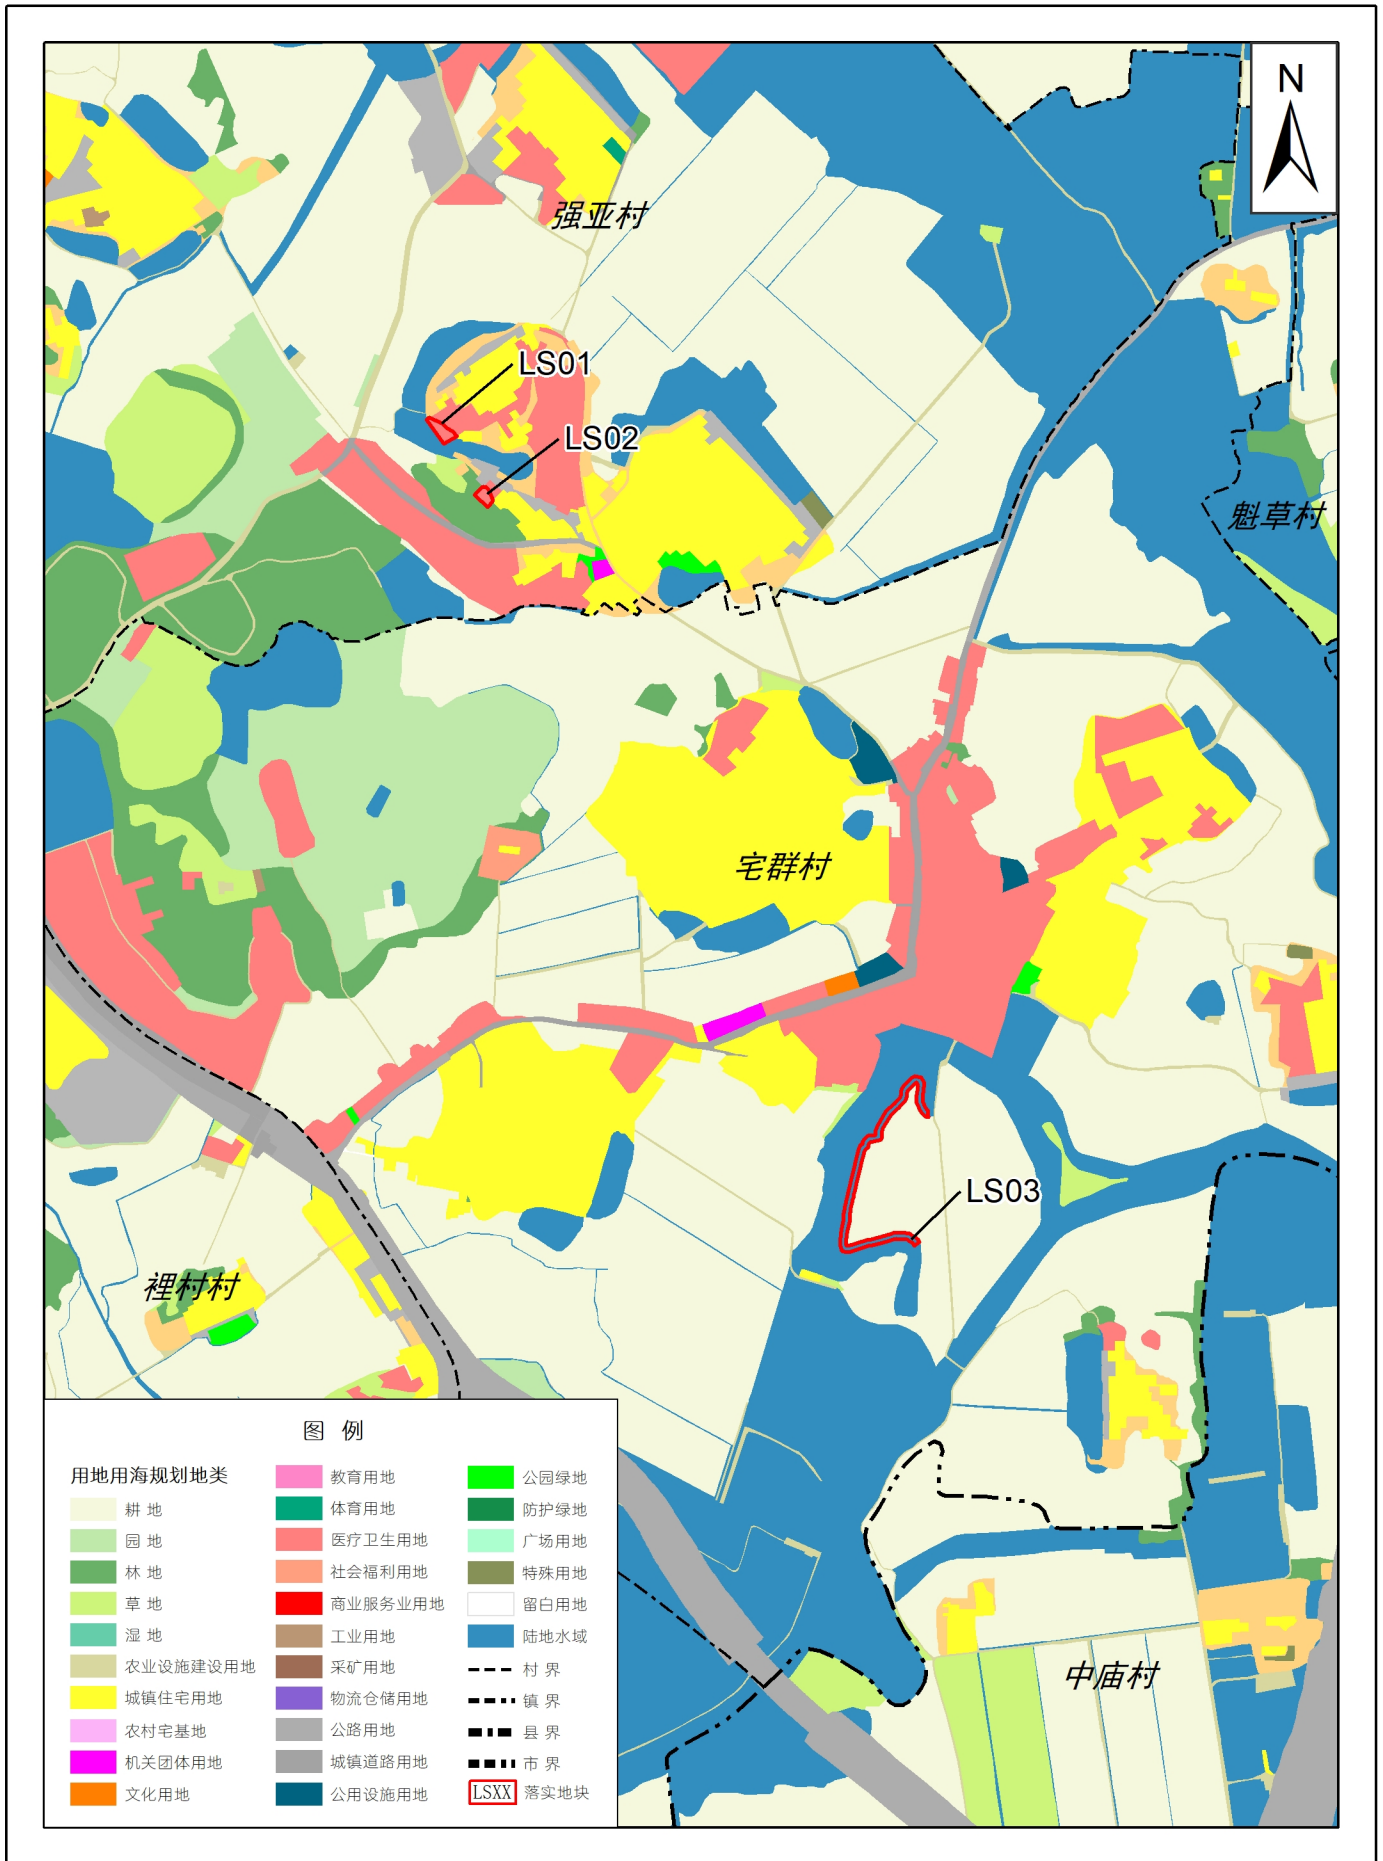 N
强亚村
LS01
LS02
魁草村
宅群村
LS03
裡村村
中庙村
图 例
用地用海规划地类
耕 地
园 地
林 地
草 地
湿 地
农业设施建设用地
城镇住宅用地
农村宅基地
机关团体用地
文化用地
教育用地
体育用地
医疗卫生用地
社会福利用地
商业服务业用地
工业用地
采矿用地
物流仓储用地
公路用地
城镇道路用地
公用设施用地
公园绿地
防护绿地
广场用地
特殊用地
留白用地
陆地水域
村 界
镇 界
县 界
市 界
LSXX 落实地块